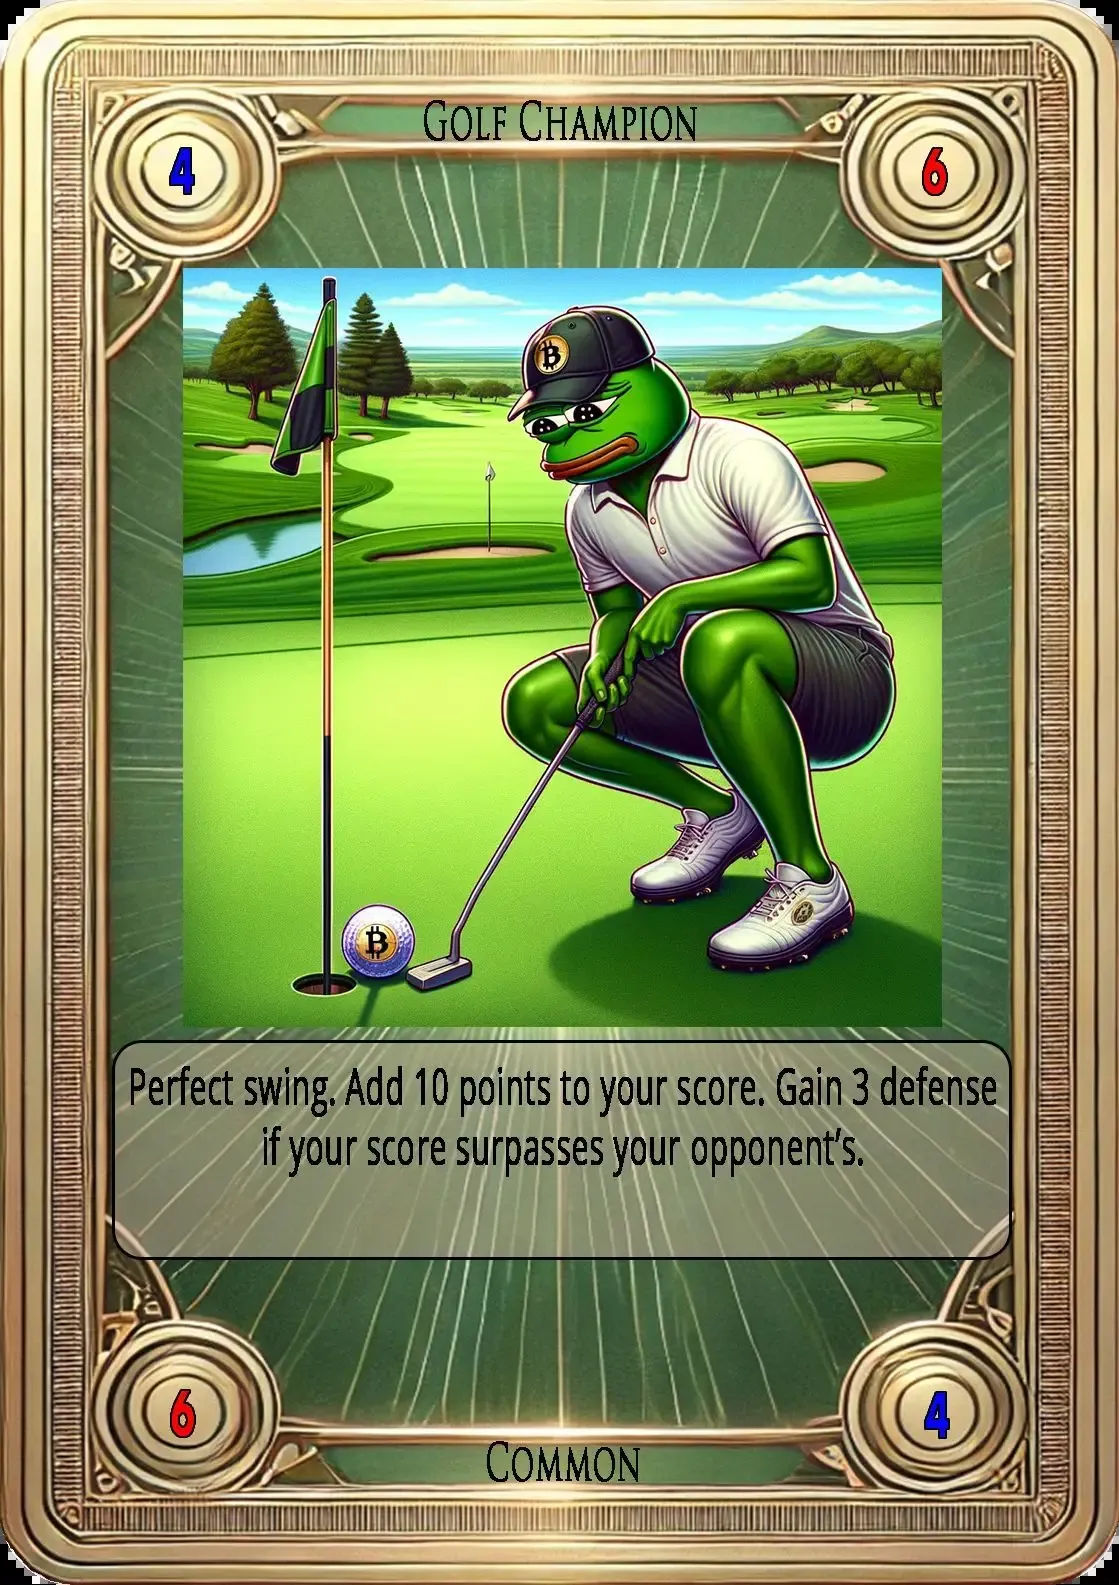 Golf Champion
4
6
₿
₿
Perfect swing. Add 10 points to your score. Gain 3 defense
if your score surpasses your opponent’s.
6
4
Common